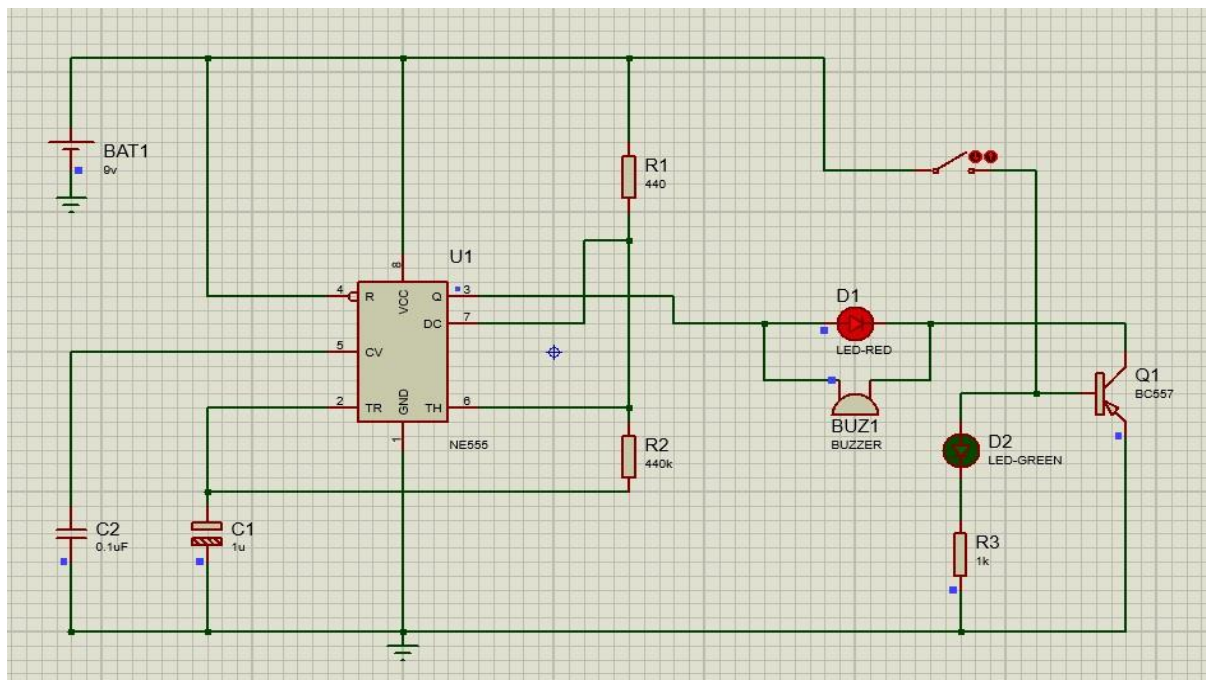 BAT1
9v
R1
440
U1
8
4
R
VCC
Q
3
DC
7
5
CV
2
TR
GND
TH
6
1
NE555
R2
440k
C2
0.1uF
C1
1u
D1
LED-RED
BUZ1
BUZZER
Q1
BC557
D2
LED-GREEN
R3
1k